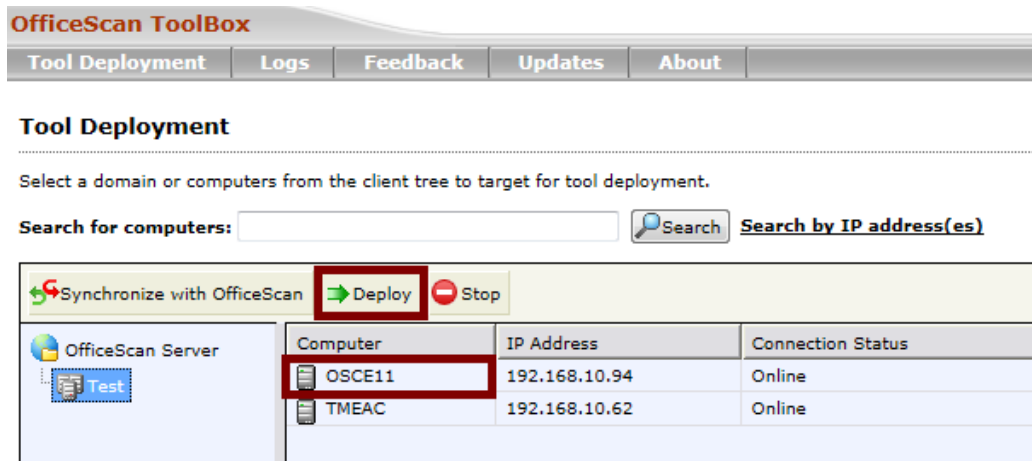 OfficeScan ToolBox
Tool Deployment Logs Feedback Updates About
Tool Deployment
Select a domain or computers from the client tree to target for tool deployment.
Search for computers: Search Search by IP address(es)
Synchronize with OfficeScan Deploy Stop
OfficeScan Server
Test
Computer IP Address Connection Status
OSCE11 192.168.10.94 Online
TMEAC 192.168.10.62 Online